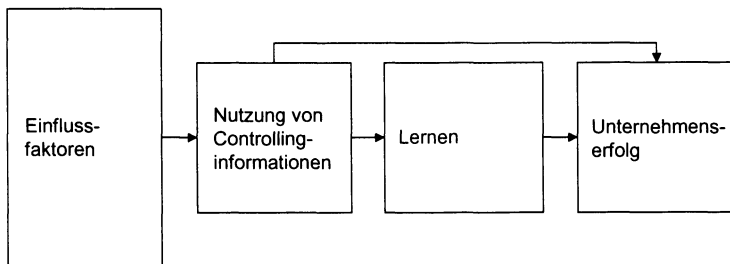 Einfluss-
faktoren
Nutzung von
Controlling-
informationen
Lernen
Unternehmens-
erfolg